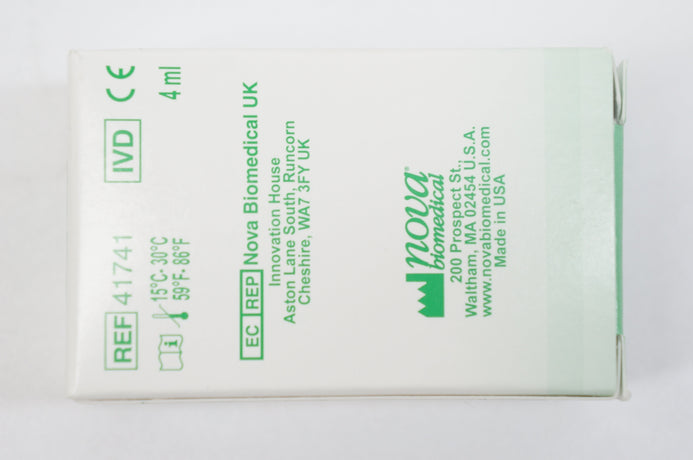 REF 41741 IVD CE
15°C- 30°C
59°F- 86°F
4 ml
EC REP Nova Biomedical UK
Innovation House
Aston Lane South, Runcorn
Cheshire, WA7 3FY UK
nova®
biomedical
200 Prospect St.,
Waltham, MA 02454 U.S.A.
www.novabiomedical.com
Made in USA